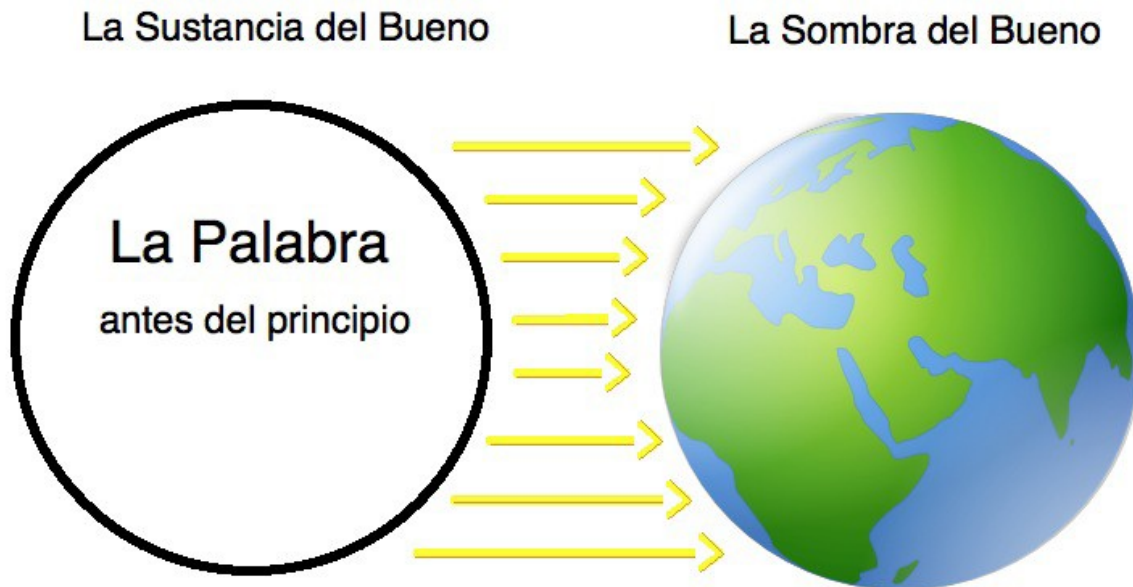 La Sustancia del Bueno
La Sombra del Bueno
La Palabra
antes del principio